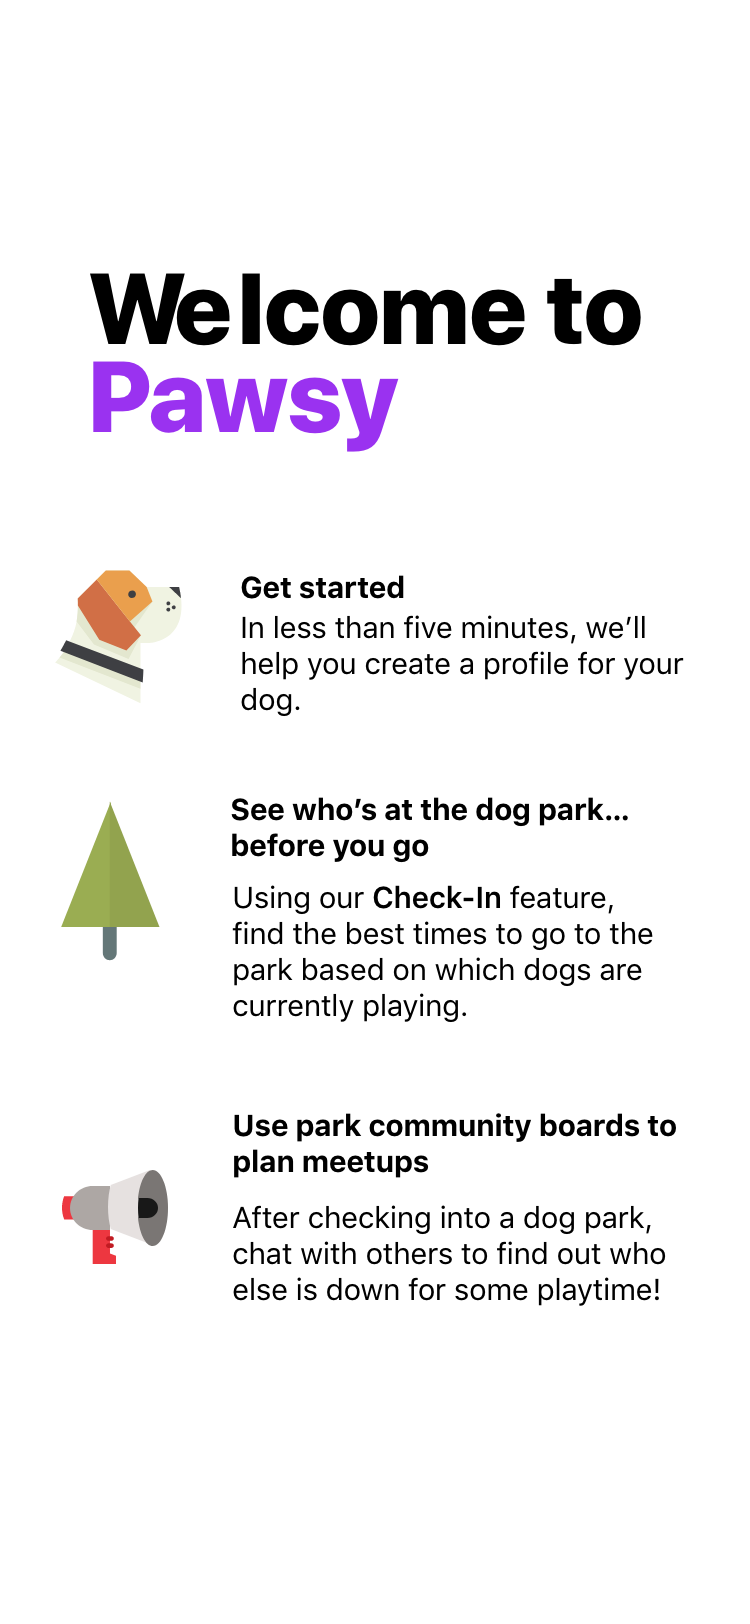 Welcome to
Pawsy
Get started
In less than five minutes, we’ll
help you create a profile for your
dog.
See who’s at the dog park...
before you go
Using our Check-In feature,
find the best times to go to the
park based on which dogs are
currently playing.
Use park community boards to
plan meetups
After checking into a dog park,
chat with others to find out who
else is down for some playtime!